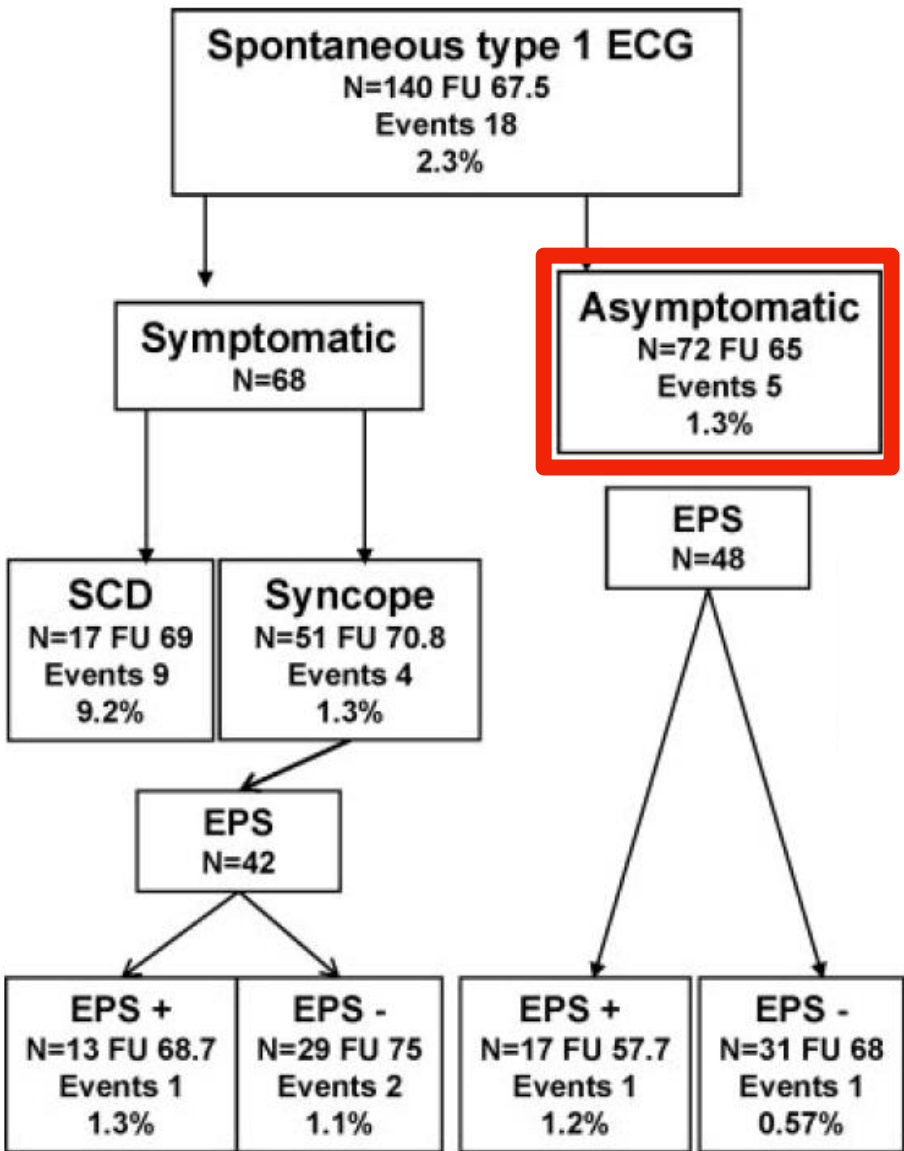 Spontaneous type 1 ECG
N=140 FU 67.5
Events 18
2.3%
Symptomatic
N=68
Asymptomatic
N=72 FU 65
Events 5
1.3%
SCD
N=17 FU 69
Events 9
9.2%
Syncope
N=51 FU 70.8
Events 4
1.3%
EPS
N=48
EPS
N=42
EPS +
N=13 FU 68.7
Events 1
1.3%
EPS -
N=29 FU 75
Events 2
1.1%
EPS +
N=17 FU 57.7
Events 1
1.2%
EPS -
N=31 FU 68
Events 1
0.57%